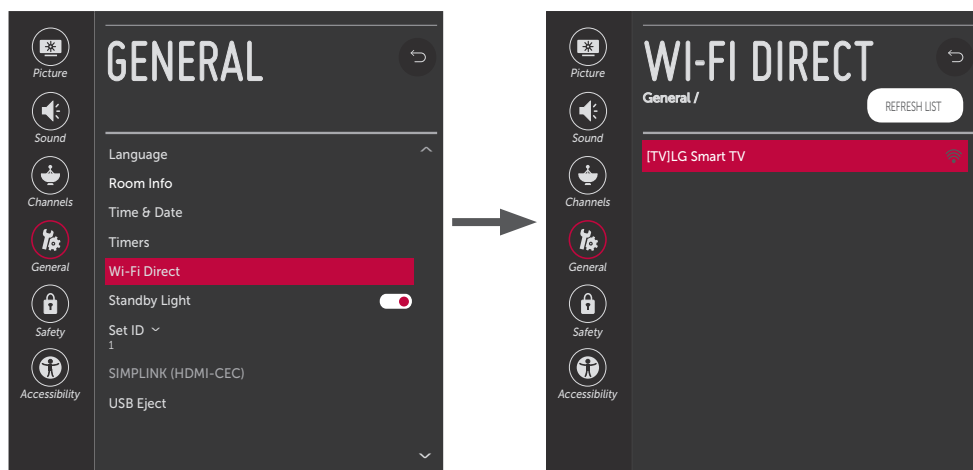 GENERAL
Picture
Sound
Channels
General
Safety
Accessibility
Language
Room Info
Time & Date
Timers
Wi-Fi Direct
Standby Light
Set ID
1
SIMPLINK (HDMI-CEC)
USB Eject
WI-FI DIRECT
General /
REFRESH LIST
Picture
Sound
Channels
General
Safety
Accessibility
[TV]LG Smart TV